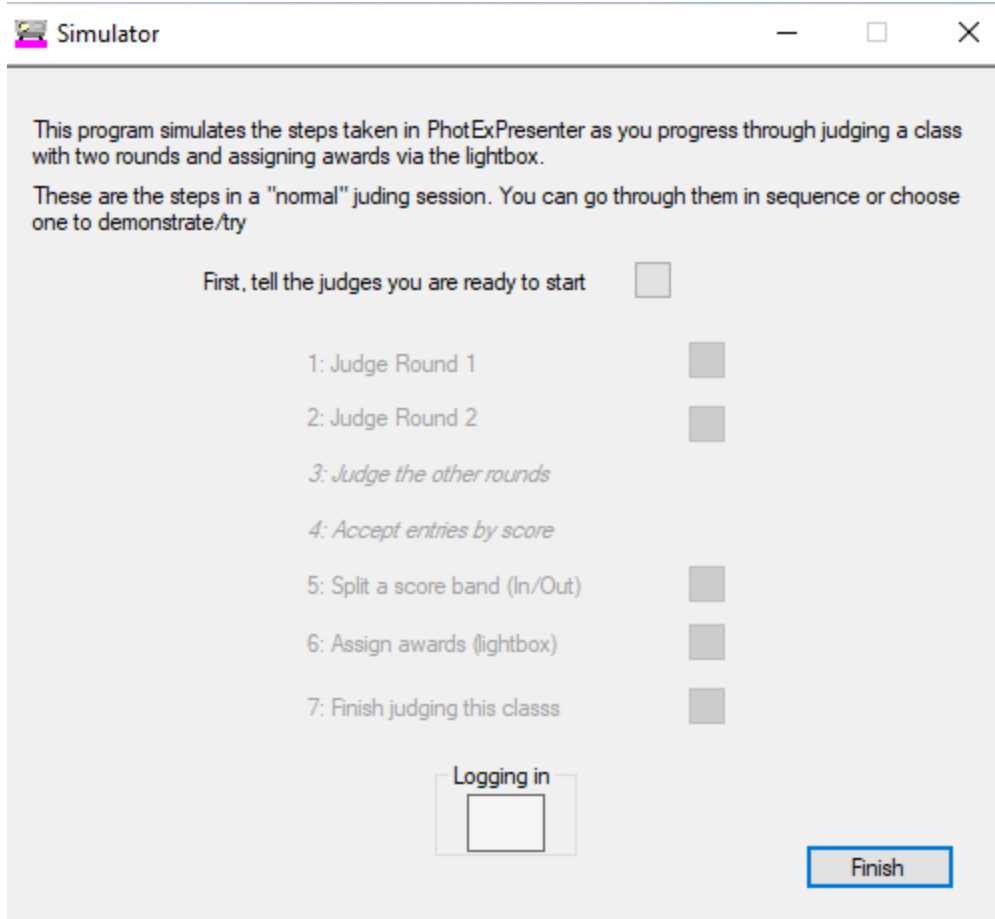 Simulator
This program simulates the steps taken in PhotExPresenter as you progress through judging a class
with two rounds and assigning awards via the lightbox.
These are the steps in a "normal" juding session. You can go through them in sequence or choose
one to demonstrate/try
First, tell the judges you are ready to start
1: Judge Round 1
2: Judge Round 2
3: Judge the other rounds
4: Accept entries by score
5: Split a score band (In/Out)
6: Assign awards (lightbox)
7: Finish judging this classs
Logging in
Finish